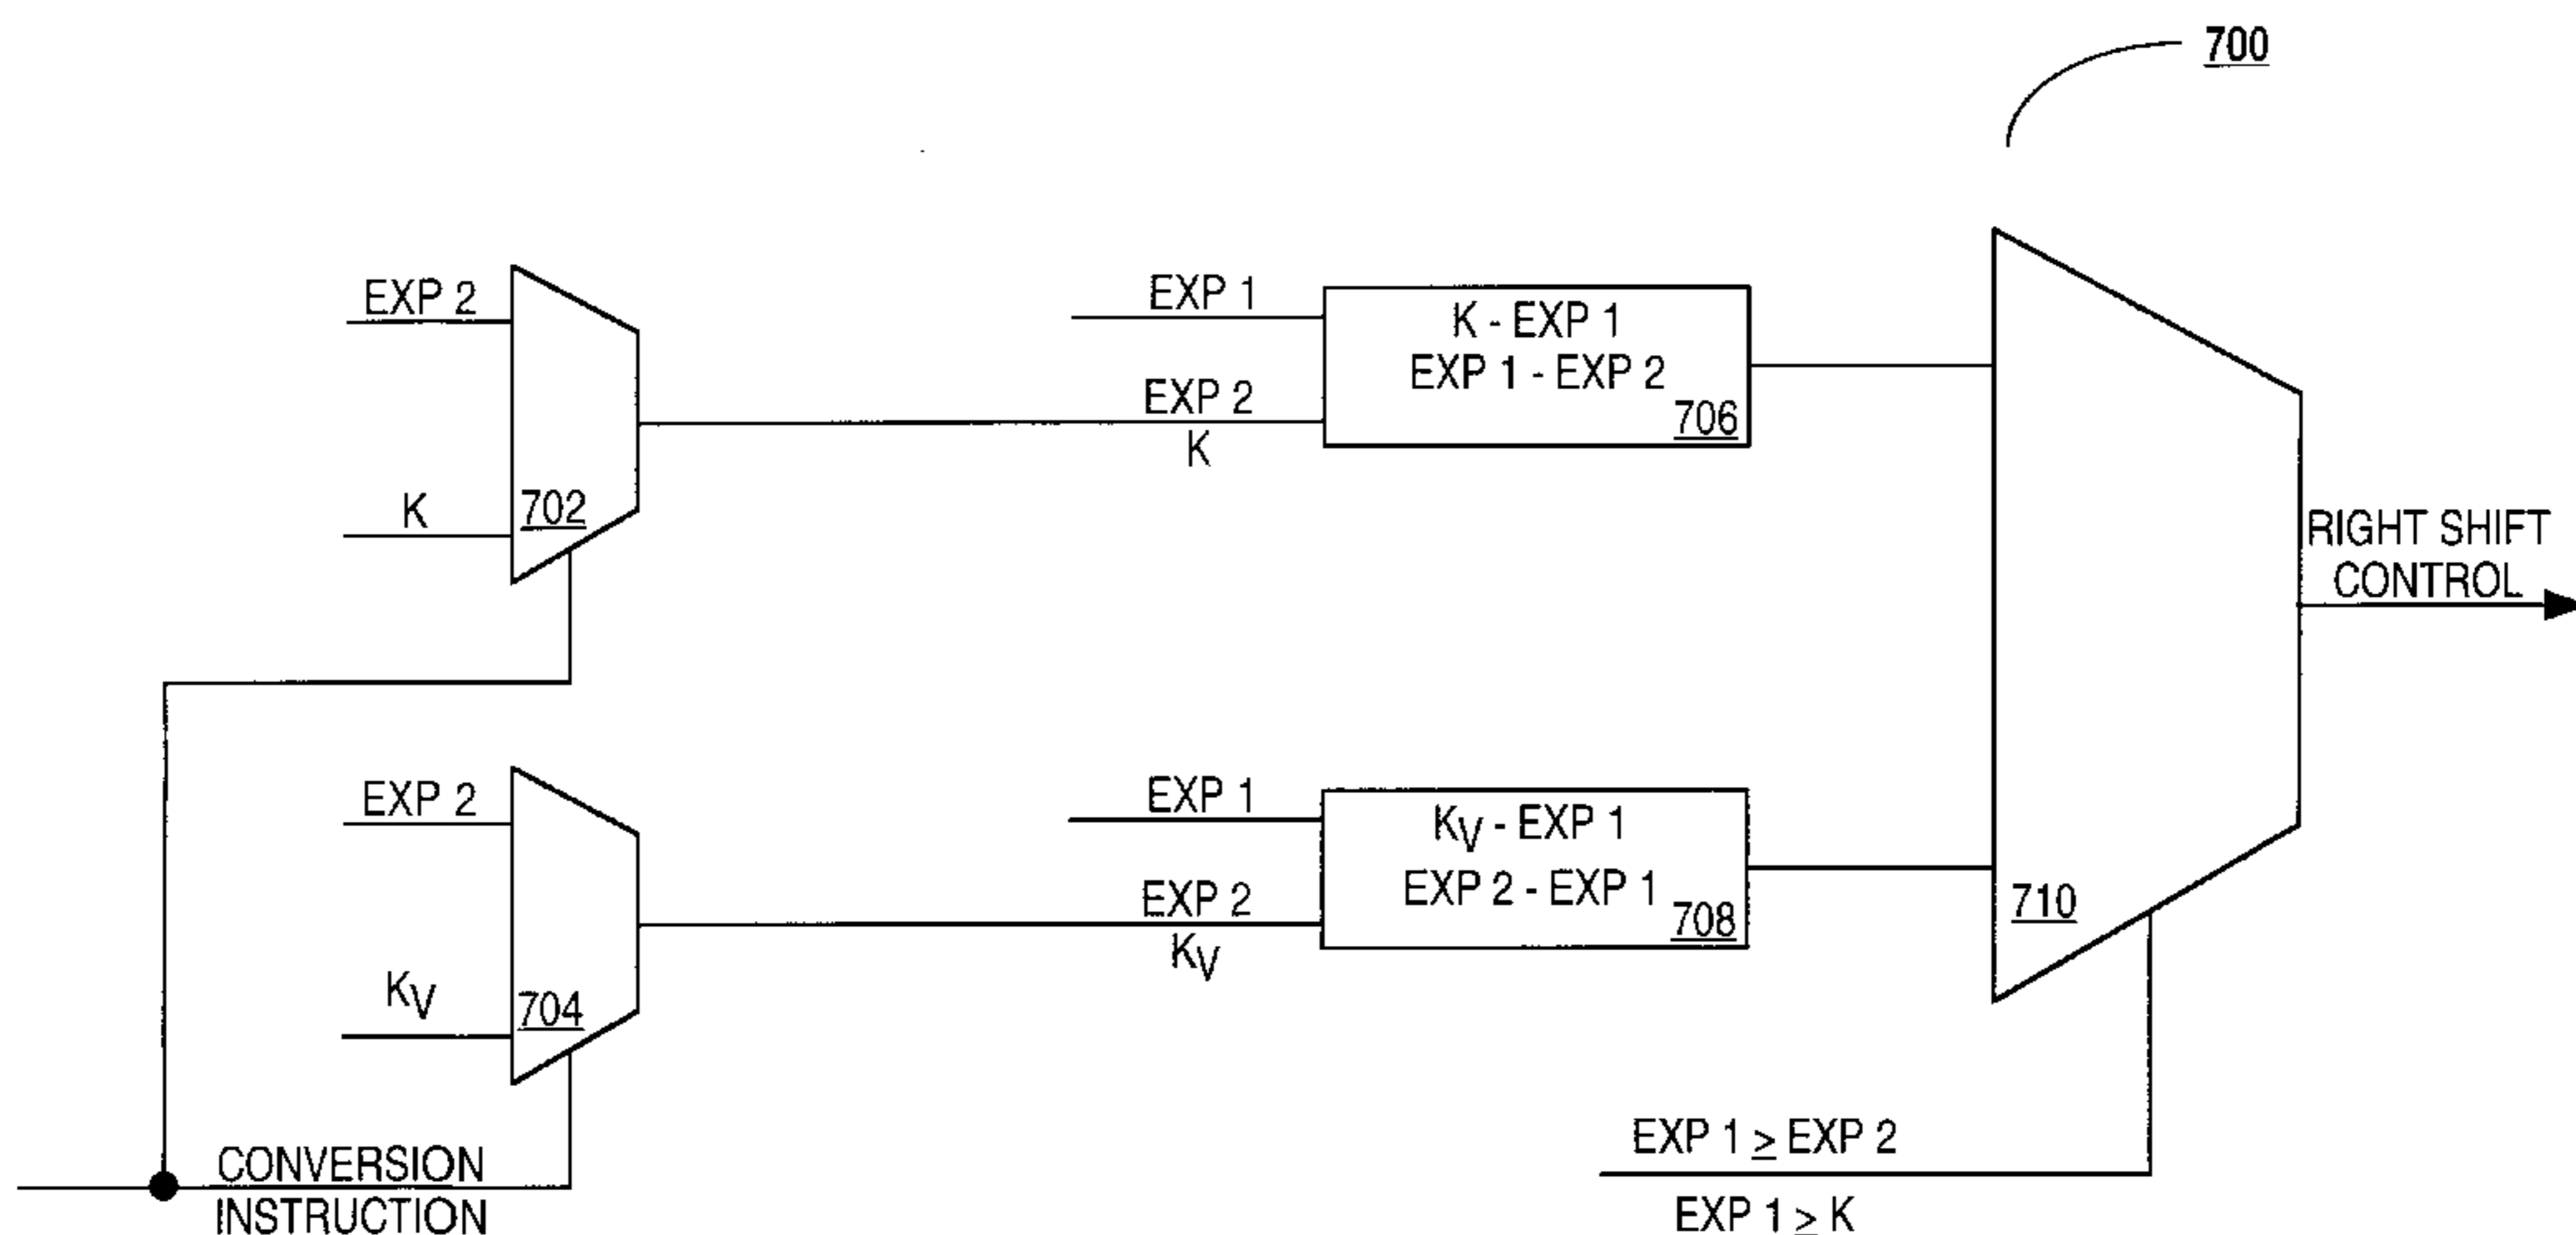 700
EXP 2
K
702
EXP 1
EXP 2
K
K - EXP 1
EXP 1 - EXP 2
706
RIGHT SHIFT
CONTROL
EXP 2
KV
704
EXP 1
EXP 2
KV
KV - EXP 1
EXP 2 - EXP 1
708
710
CONVERSION
INSTRUCTION
EXP 1 ≥ EXP 2
EXP 1 ≥ K